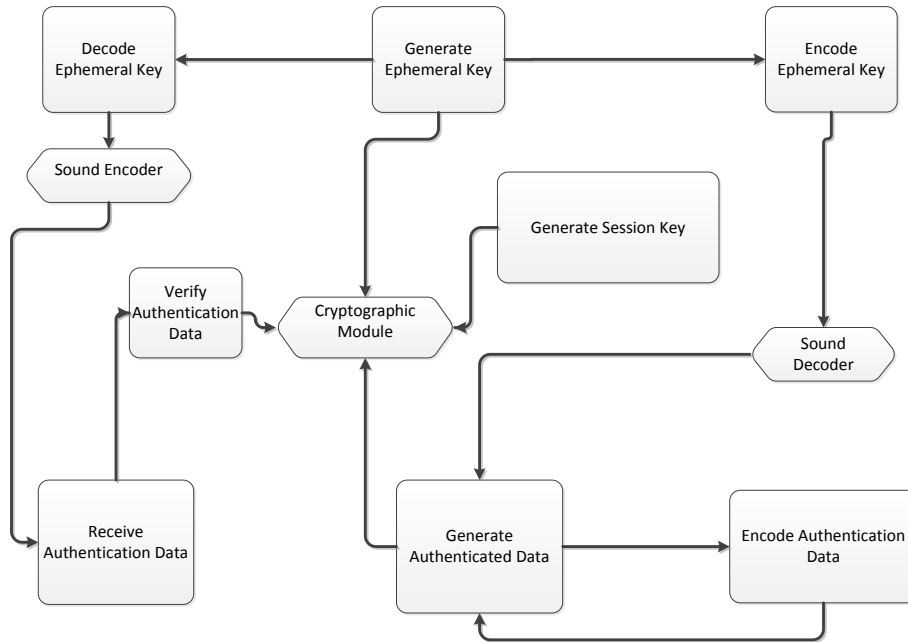 Decode
Ephemeral Key
Generate
Ephemeral Key
Encode
Ephemeral Key
Sound Encoder
Generate Session Key
Verify
Authentication
Data
Cryptographic
Module
Sound
Decoder
Receive
Authentication Data
Generate
Authenticated Data
Encode Authentication
Data